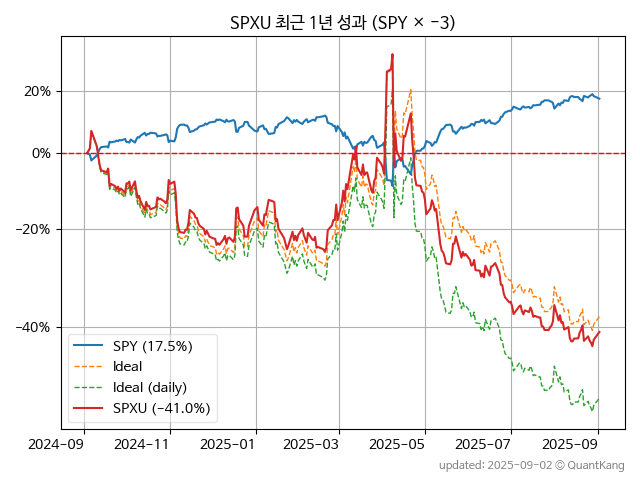 SPXU 최근 1년 성과 (SPY × −3)
20%
0%
−20%
−40%
SPY (17.5%)
Ideal
Ideal (daily)
SPXU (−41.0%)
2024-09 2024-11 2025-01 2025-03 2025-05 2025-07 2025-09
updated: 2025-09-02 © QuantKang